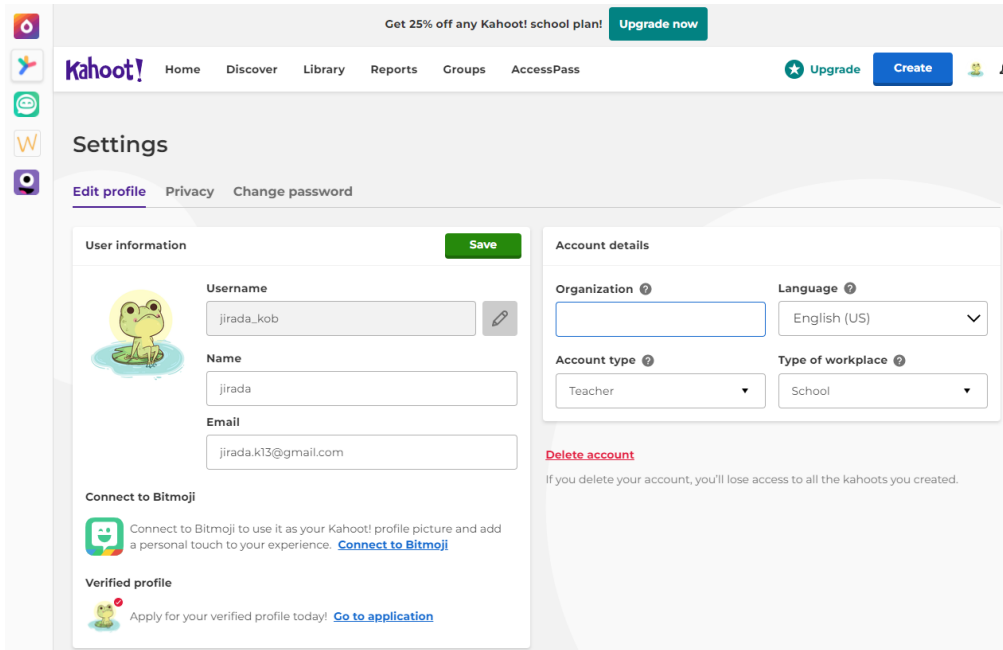 Get 25% off any Kahoot! school plan! Upgrade now
Kahoot! Home Discover Library Reports Groups AccessPass Upgrade Create
Settings
Edit profile Privacy Change password
User information Save
Username
jirada_kob
Name
jirada
Email
jirada.k13@gmail.com
Connect to Bitmoji
Connect to Bitmoji to use it as your Kahoot! profile picture and add
a personal touch to your experience. Connect to Bitmoji
Verified profile
Apply for your verified profile today! Go to application
Account details
Organization ? Language ?
English (US)
Account type ? Type of workplace ?
Teacher School
Delete account
If you delete your account, you'll lose access to all the kahoots you created.